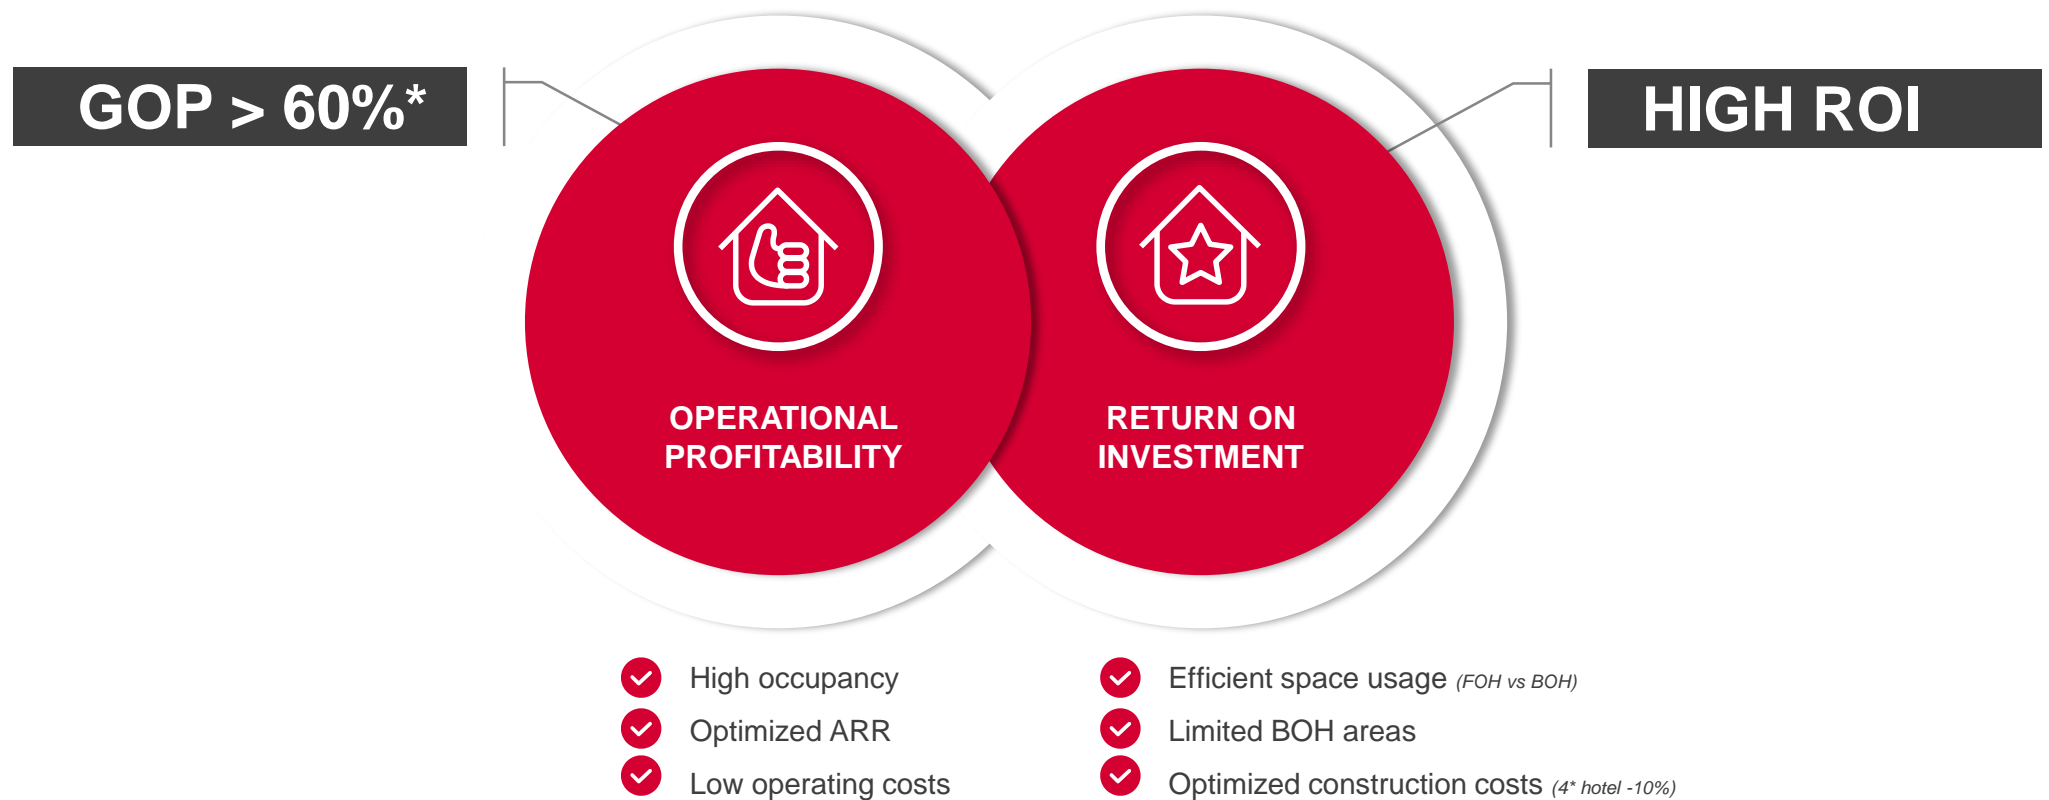 GOP > 60%*
HIGH ROI
OPERATIONAL
PROFITABILITY
RETURN ON
INVESTMENT
High occupancy
Optimized ARR
Low operating costs
Efficient space usage (FOH vs BOH)
Limited BOH areas
Optimized construction costs (4* hotel -10%)